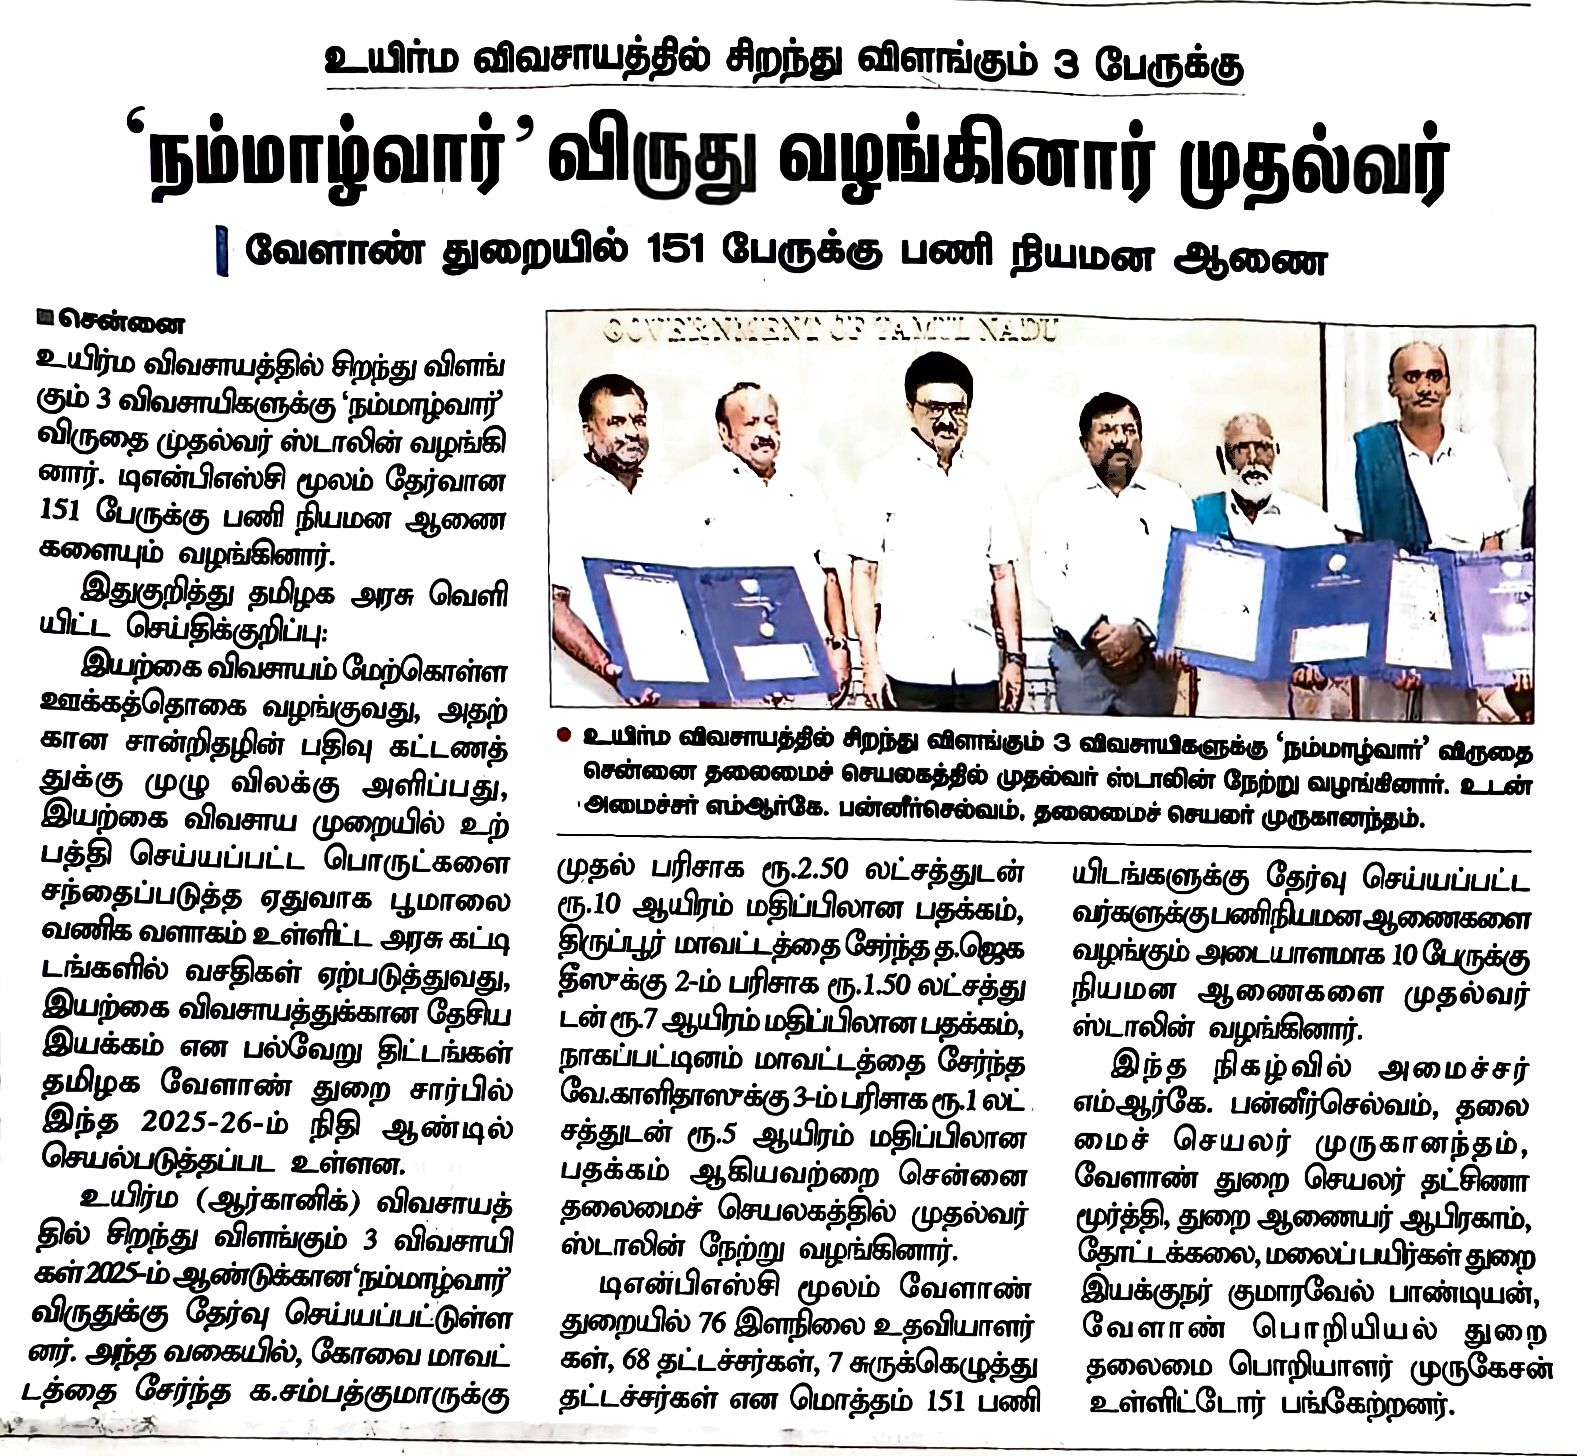 உயிர்ம விவசாயத்தில் சிறந்து விளங்கும் 3 பேருக்கு
‘நம்மாழ்வார்’ விருது வழங்கினார் முதல்வர்
வேளாண் துறையில் 151 பேருக்கு பணி நியமன ஆணை
சென்னை
உயிர்ம விவசாயத்தில் சிறந்து விளங்
கும் 3 விவசாயிகளுக்கு ‘நம்மாழ்வார்’
விருதை முதல்வர் ஸ்டாலின் வழங்கி
னார். டிஎன்பிஎஸ்சி மூலம் தேர்வான
151 பேருக்கு பணி நியமன ஆணை
களையும் வழங்கினார்.
இதுகுறித்து தமிழக அரசு வெளி
யிட்ட செய்திக்குறிப்பு:
இயற்கை விவசாயம் மேற்கொள்ள
ஊக்கத்தொகை வழங்குவது, அதற்
கான சான்றிதழின் பதிவு கட்டணத்
துக்கு முழு விலக்கு அளிப்பது,
இயற்கை விவசாய முறையில் உற்
பத்தி செய்யப்பட்ட பொருட்களை
சந்தைப்படுத்த ஏதுவாக பூமாலை
வணிக வளாகம் உள்ளிட்ட அரசு கட்டி
டங்களில் வசதிகள் ஏற்படுத்துவது,
இயற்கை விவசாயத்துக்கான தேசிய
இயக்கம் என பல்வேறு திட்டங்கள்
தமிழக வேளாண் துறை சார்பில்
இந்த 2025-26-ம் நிதி ஆண்டில்
செயல்படுத்தப்பட உள்ளன.
உயிர்ம (ஆர்கானிக்) விவசாயத்
தில் சிறந்து விளங்கும் 3 விவசாயி
கள் 2025-ம் ஆண்டுக்கான ‘நம்மாழ்வார்’
விருதுக்கு தேர்வு செய்யப்பட்டுள்ள
னர். அந்த வகையில், கோவை மாவட்
டத்தை சேர்ந்த க.சம்பத்குமாருக்கு
GOVERNMENT OF TAMIL NADU
உயிர்ம விவசாயத்தில் சிறந்து விளங்கும் 3 விவசாயிகளுக்கு ‘நம்மாழ்வார்’ விருதை
சென்னை தலைமைச் செயலகத்தில் முதல்வர் ஸ்டாலின் நேற்று வழங்கினார். உடன்
அமைச்சர் எம்ஆர்கே. பன்னீர்செல்வம், தலைமைச் செயலர் முருகானந்தம்.
முதல் பரிசாக ரூ.2.50 லட்சத்துடன்
ரூ.10 ஆயிரம் மதிப்பிலான பதக்கம்,
திருப்பூர் மாவட்டத்தை சேர்ந்த த.ஜெக
தீஸுக்கு 2-ம் பரிசாக ரூ.1.50 லட்சத்து
டன் ரூ.7 ஆயிரம் மதிப்பிலான பதக்கம்,
நாகப்பட்டினம் மாவட்டத்தை சேர்ந்த
வே.காளிதாஸுக்கு 3-ம் பரிசாக ரூ.1 லட்
சத்துடன் ரூ.5 ஆயிரம் மதிப்பிலான
பதக்கம் ஆகியவற்றை சென்னை
தலைமைச் செயலகத்தில் முதல்வர்
ஸ்டாலின் நேற்று வழங்கினார்.
டிஎன்பிஎஸ்சி மூலம் வேளாண்
துறையில் 76 இளநிலை உதவியாளர்
கள், 68 தட்டச்சர்கள், 7 சுருக்கெழுத்து
தட்டச்சர்கள் என மொத்தம் 151 பணி
யிடங்களுக்கு தேர்வு செய்யப்பட்ட
வர்களுக்கு பணிநியமன ஆணைகளை
வழங்கும் அடையாளமாக 10 பேருக்கு
நியமன ஆணைகளை முதல்வர்
ஸ்டாலின் வழங்கினார்.
இந்த நிகழ்வில் அமைச்சர்
எம்ஆர்கே. பன்னீர்செல்வம், தலை
மைச் செயலர் முருகானந்தம்,
வேளாண் துறை செயலர் தட்சிணா
மூர்த்தி, துறை ஆணையர் ஆபிரகாம்,
தோட்டக்கலை, மலைப் பயிர்கள் துறை
இயக்குநர் குமாரவேல் பாண்டியன்,
வேளாண் பொறியியல் துறை
தலைமை பொறியாளர் முருகேசன்
உள்ளிட்டோர் பங்கேற்றனர்.